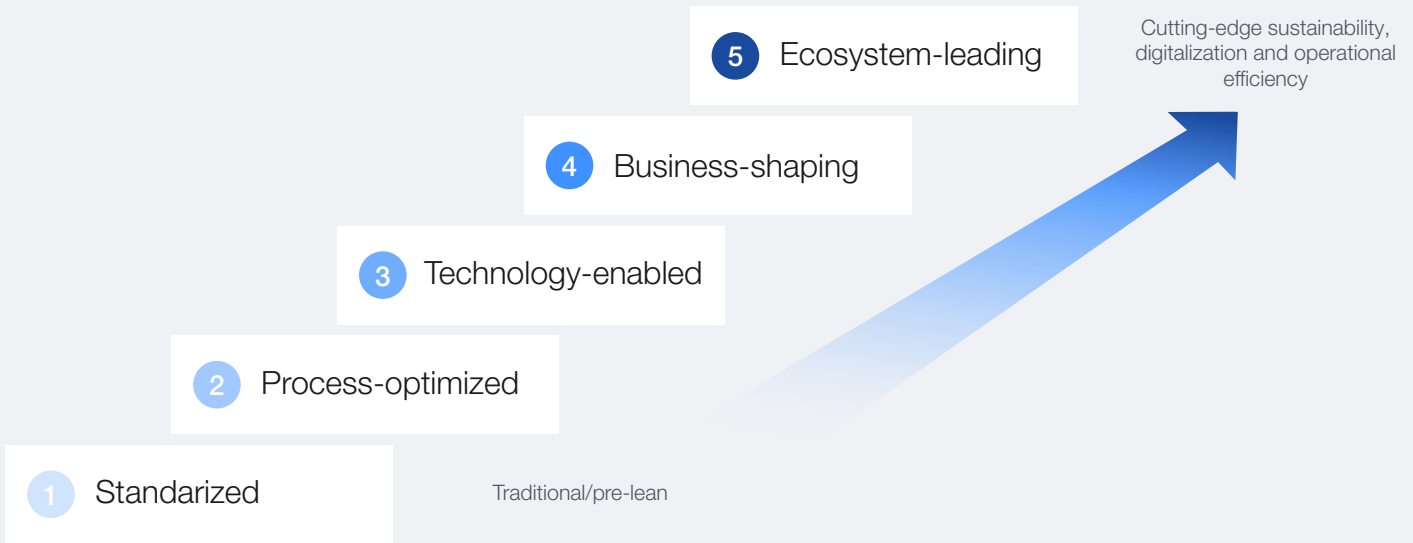 5 Ecosystem-leading
Cutting-edge sustainability,
digitalization and operational
efficiency
4 Business-shaping
3 Technology-enabled
2 Process-optimized
1 Standarized
Traditional/pre-lean